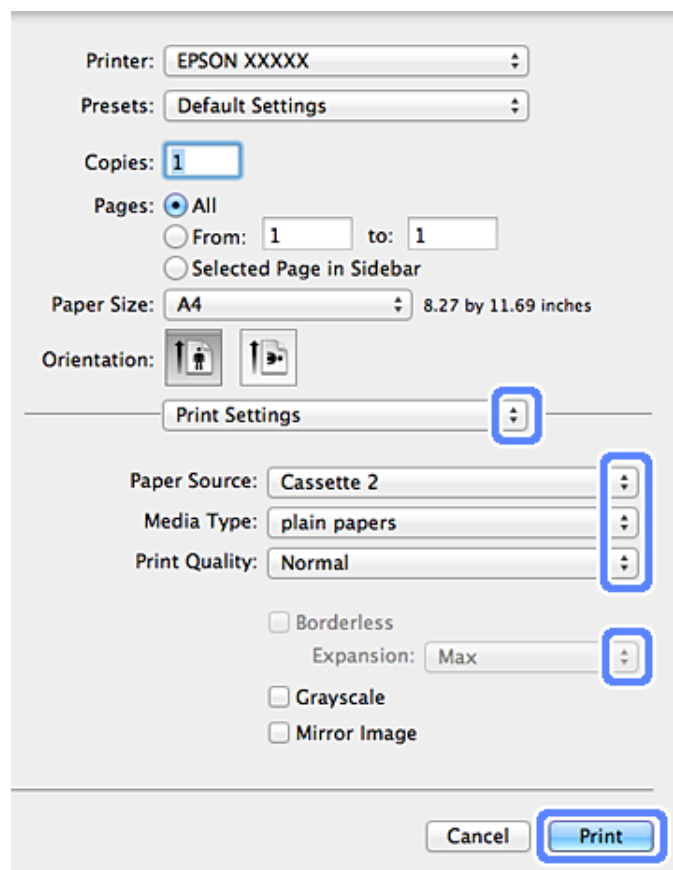 Printer: EPSON XXXXX
Presets: Default Settings
Copies: 1
Pages: All
From: 1 to: 1
Selected Page in Sidebar
Paper Size: A4 8.27 by 11.69 inches
Orientation:
Print Settings
Paper Source: Cassette 2
Media Type: plain papers
Print Quality: Normal
Borderless
Expansion: Max
Grayscale
Mirror Image
Cancel Print